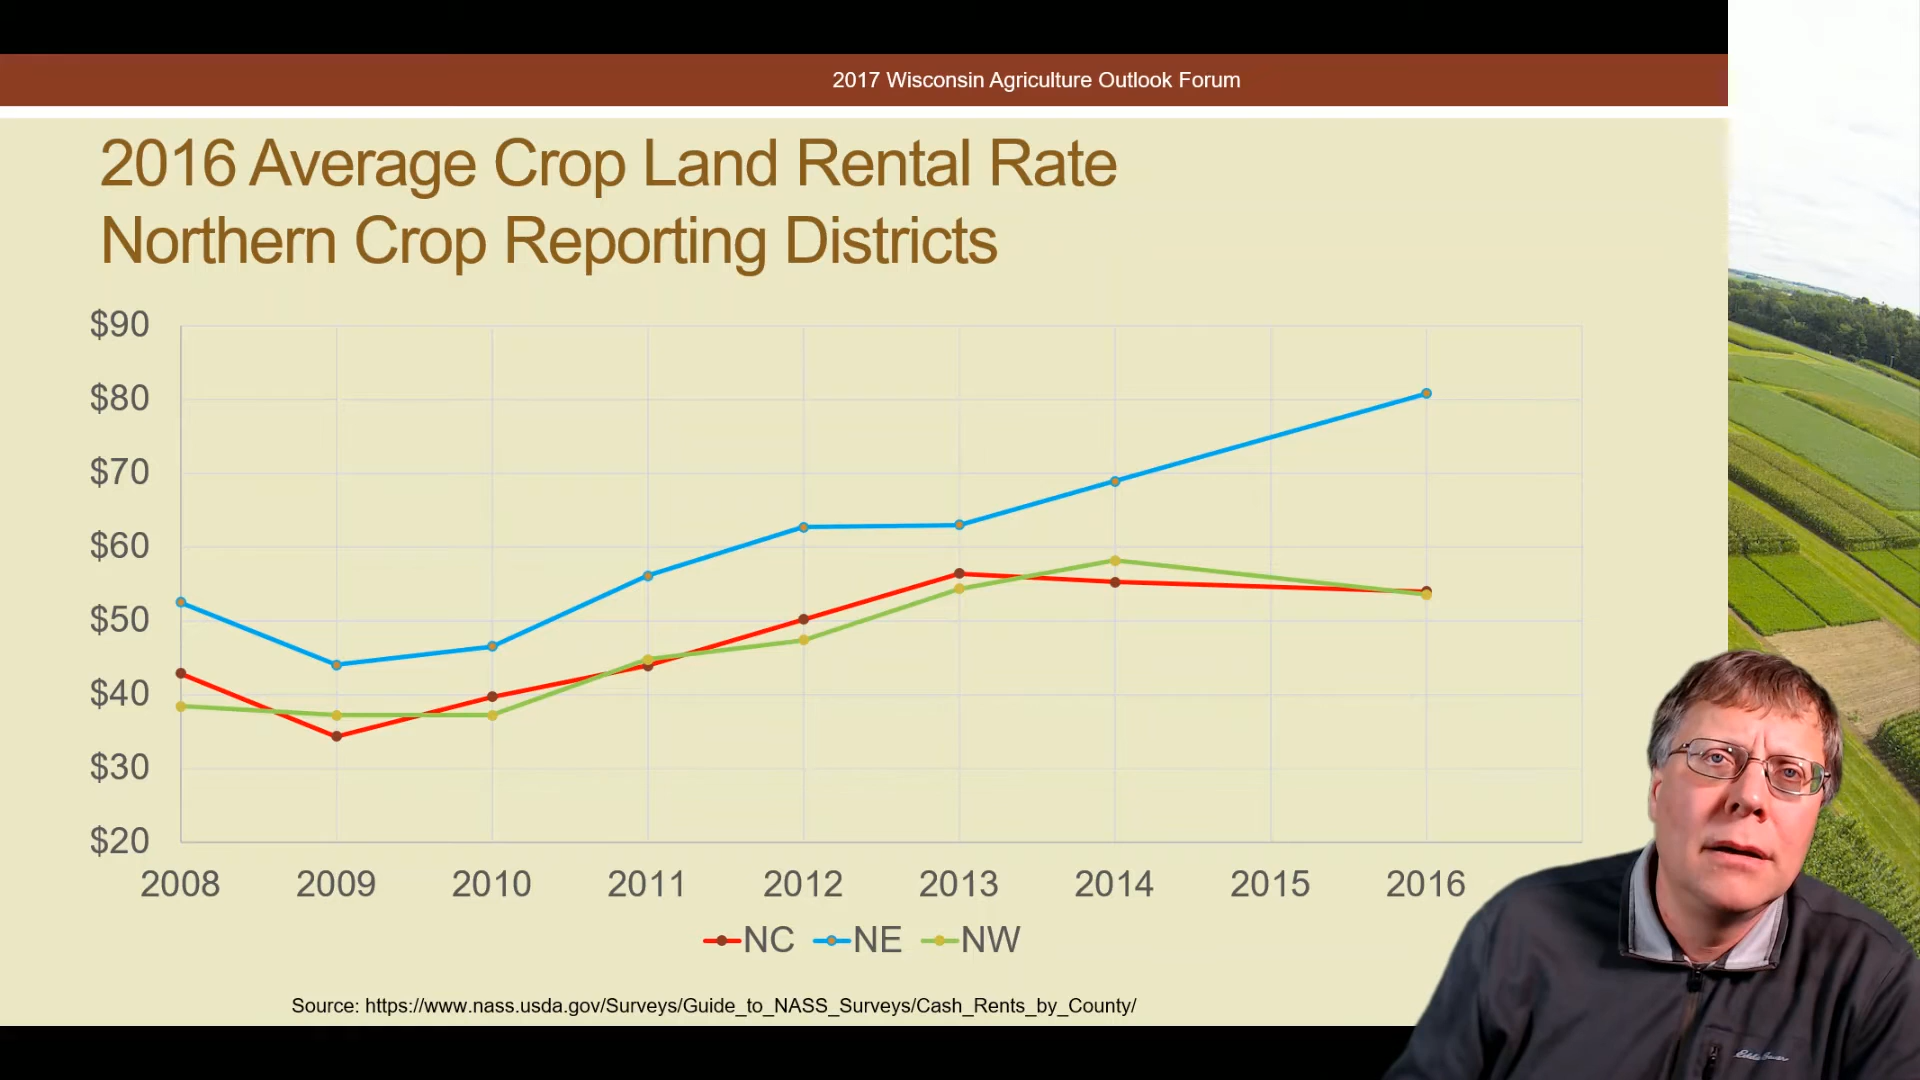 2017 Wisconsin Agriculture Outlook Forum
2016 Average Crop Land Rental Rate
Northern Crop Reporting Districts
$90
$80
$70
$60
$50
$40
$30
$20
2008 2009 2010 2011 2012 2013 2014 2015 2016
NC NE NW
Source: https://www.nass.usda.gov/Surveys/Guide_to_NASS_Surveys/Cash_Rents_by_County/
Eddie Bauer